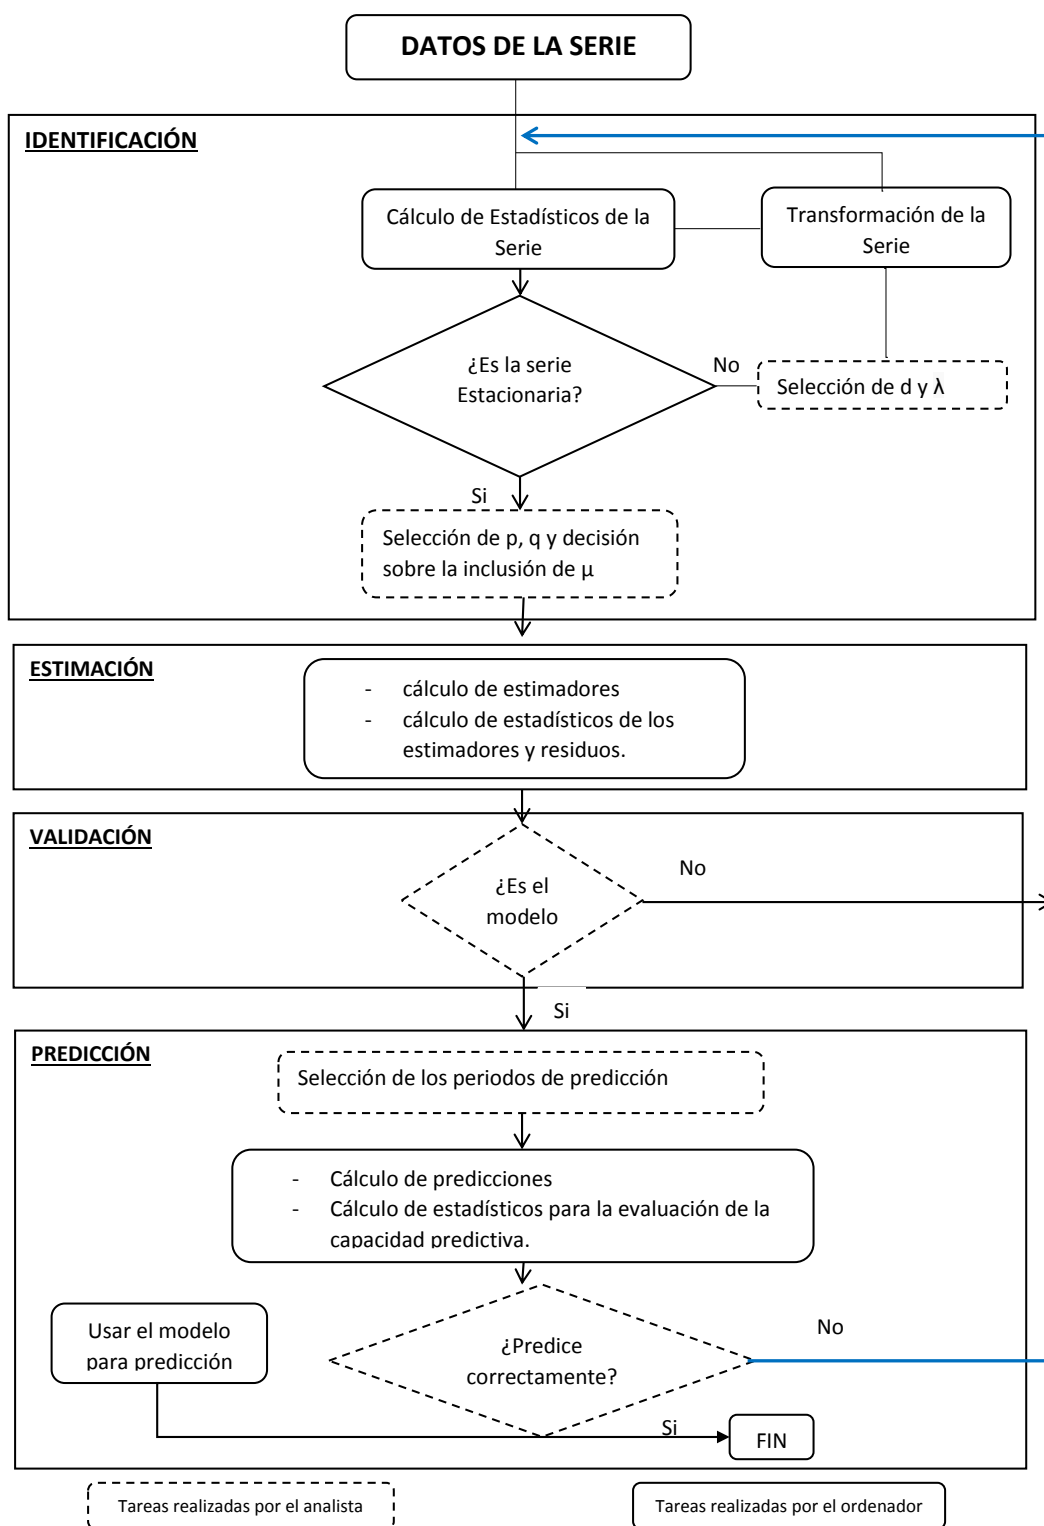 DATOS DE LA SERIE
IDENTIFICACIÓN
Cálculo de Estadísticos de la
Serie
Transformación de la
Serie
¿Es la serie
Estacionaria?
No
Selección de d y λ
Si
Selección de p, q y decisión
sobre la inclusión de μ
ESTIMACIÓN
- cálculo de estimadores
- cálculo de estadísticos de los
estimadores y residuos.
VALIDACIÓN
¿Es el
modelo
No
Si
PREDICCIÓN
Selección de los periodos de predicción
- Cálculo de predicciones
- Cálculo de estadísticos para la evaluación de la
capacidad predictiva.
Usar el modelo
para predicción
¿Predice
correctamente?
No
Si
FIN
Tareas realizadas por el analista
Tareas realizadas por el ordenador